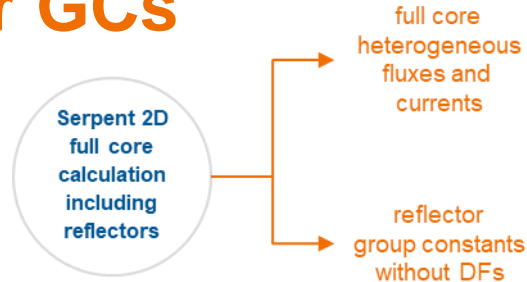 r GCs
Serpent 2D
full core
calculation
including
reflectors
full core
heterogeneous
fluxes and
currents
reflector
group constants
without DFs